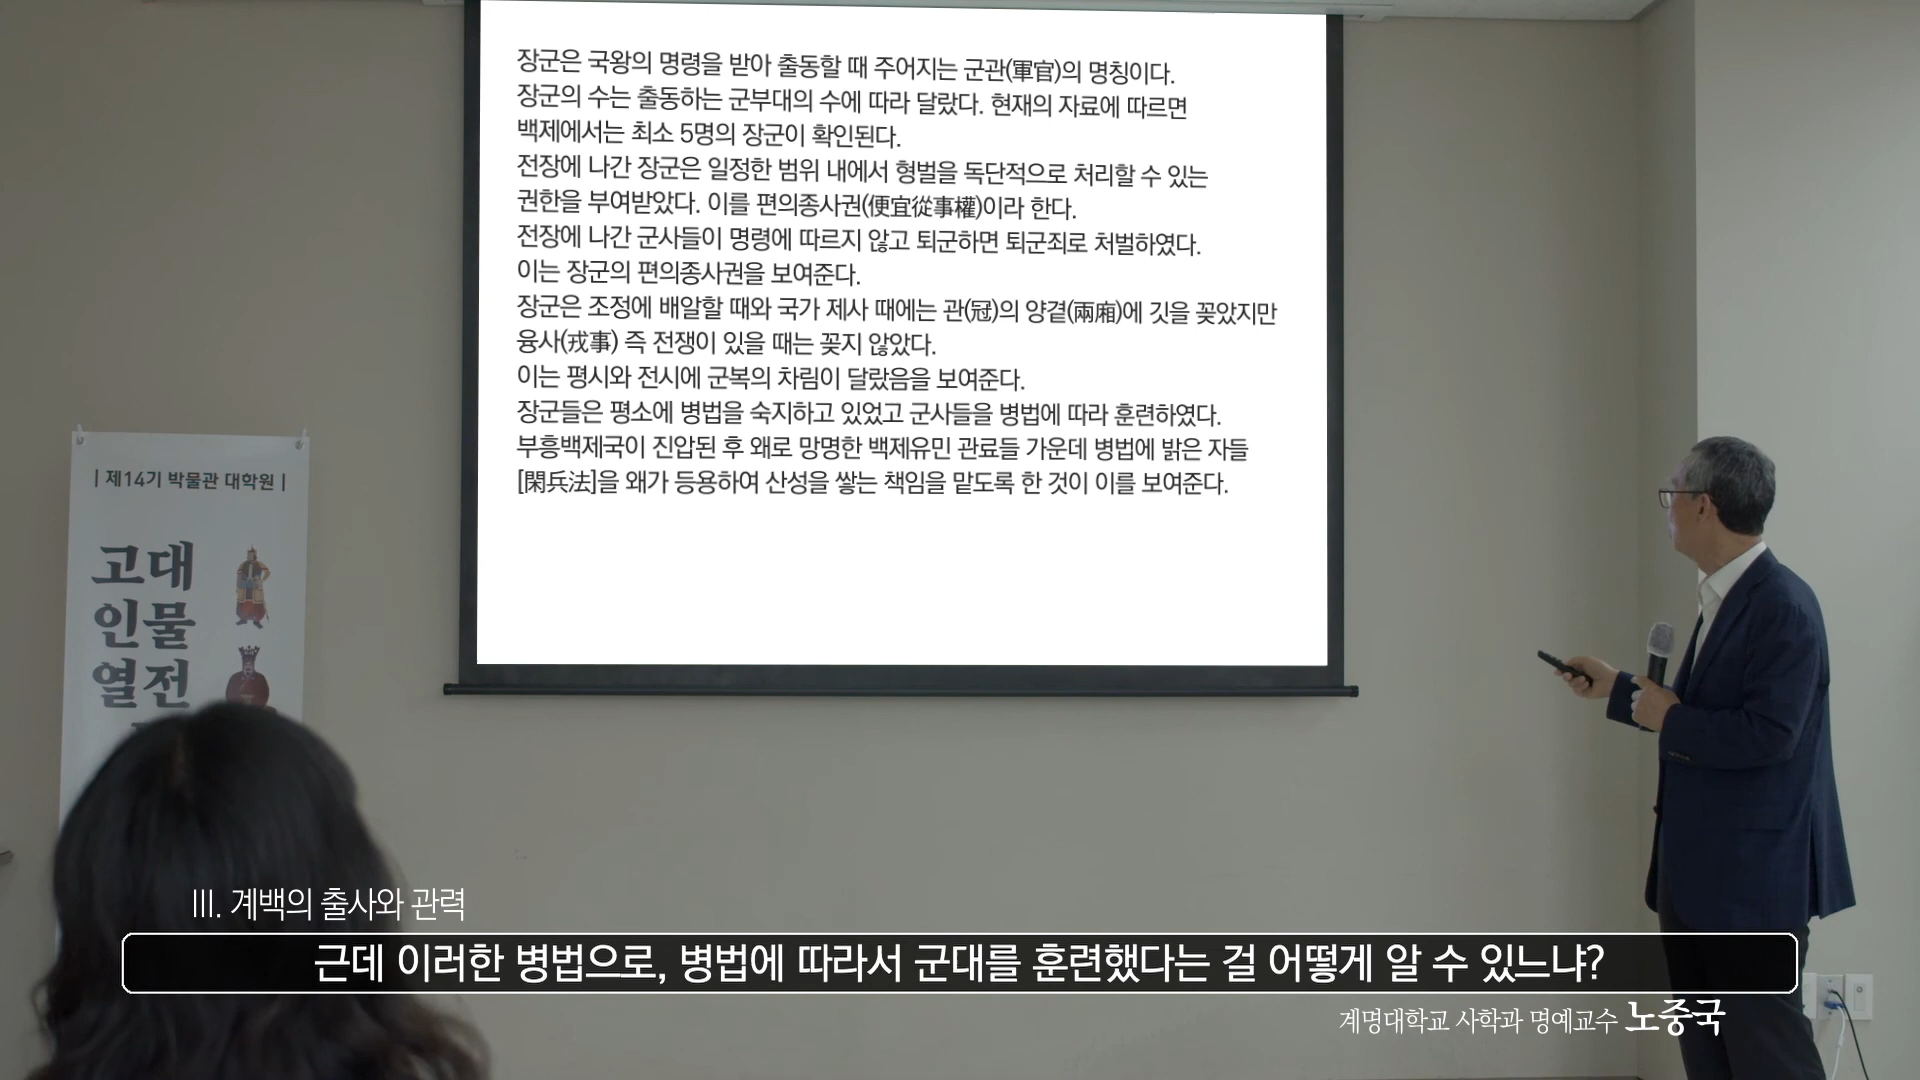 장군은 국왕의 명령을 받아 출동할 때 주어지는 군관(軍官)의 명칭이다.
장군의 수는 출동하는 군부대의 수에 따라 달랐다. 현재의 자료에 따르면
백제에서는 최소 5명의 장군이 확인된다.
전장에 나간 장군은 일정한 범위 내에서 형벌을 독단적으로 처리할 수 있는
권한을 부여받았다. 이를 편의종사권(便宜從事權)이라 한다.
전장에 나간 군사들이 명령에 따르지 않고 퇴군하면 퇴군죄로 처벌하였다.
이는 장군의 편의종사권을 보여준다.
장군은 조정에 배알할 때와 국가 제사 때에는 관(冠)의 양곁(兩廂)에 깃을 꽂았지만
융사(戎事) 즉 전쟁이 있을 때는 꽂지 않았다.
이는 평시와 전시에 군복의 차림이 달랐음을 보여준다.
장군들은 평소에 병법을 숙지하고 있었고 군사들을 병법에 따라 훈련하였다.
부흥백제국이 진압된 후 왜로 망명한 백제유민 관료들 가운데 병법에 밝은 자들
[閑兵法]을 왜가 등용하여 산성을 쌓는 책임을 맡도록 한 것이 이를 보여준다.
| 제14기 박물관 대학원 |
고대
인물
열전
III. 계백의 출사와 관력
근데 이러한 병법으로, 병법에 따라서 군대를 훈련했다는 걸 어떻게 알 수 있느냐?
계명대학교 사학과 명예교수 노중국